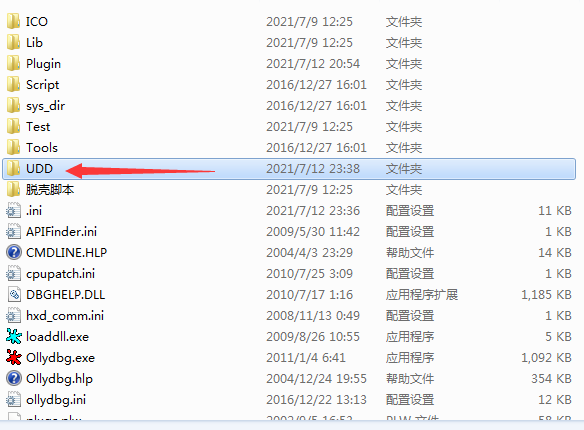 ICO 2021/7/9 12:25 文件夹
Lib 2021/7/9 12:25 文件夹
Plugin 2021/7/12 20:54 文件夹
Script 2016/12/27 16:01 文件夹
sys_dir 2016/12/27 16:01 文件夹
Test 2021/7/9 12:25 文件夹
Tools 2016/12/27 16:01 文件夹
UDD 2021/7/12 23:38 文件夹
脱壳脚本 2021/7/9 12:25 文件夹
.ini 2021/7/12 23:36 配置设置 11 KB
APIFinder.ini 2009/5/30 11:42 配置设置 1 KB
CMDLINE.HLP 2004/4/3 23:29 帮助文件 14 KB
cpupatch.ini 2010/7/25 3:09 配置设置 1 KB
DBGHELP.DLL 2010/7/17 1:16 应用程序扩展 1,185 KB
hxd_comm.ini 2008/11/13 0:49 配置设置 1 KB
loaddll.exe 2009/8/26 10:55 应用程序 5 KB
Ollydbg.exe 2011/1/4 6:41 应用程序 1,092 KB
Ollydbg.hlp 2004/12/24 19:55 帮助文件 354 KB
ollydbg.ini 2016/12/22 13:13 配置设置 12 KB